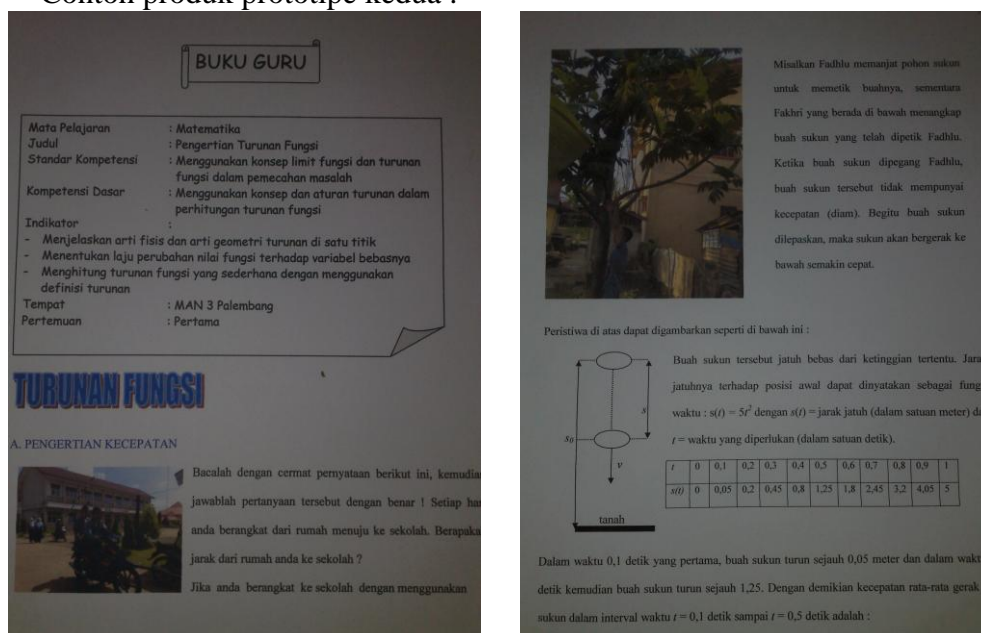 Contoh produk prototipe kedua :
BUKU GURU
Mata Pelajaran : Matematika
Judul : Pengertian Turunan Fungsi
Standar Kompetensi : Menggunakan konsep limit fungsi dan turunan
fungsi dalam pemecahan masalah
Kompetensi Dasar : Menggunakan konsep dan aturan turunan dalam
perhitungan turunan fungsi
Indikator :
- Menjelaskan arti fisis dan arti geometri turunan di satu titik
- Menentukan laju perubahan nilai fungsi terhadap variabel bebasnya
- Menghitung turunan fungsi yang sederhana dengan menggunakan
definisi turunan
Tempat : MAN 3 Palembang
Pertemuan : Pertama
TURUNAN FUNGSI
A. PENGERTIAN KECEPATAN
Bacalah dengan cermat pernyataan berikut ini, kemudia
jawablah pertanyaan tersebut dengan benar ! Setiap ha
anda berangkat dari rumah menuju ke sekolah. Berapaka
jarak dari rumah anda ke sekolah ?
Jika anda berangkat ke sekolah dengan menggunakan
Misalkan Fadhlu memanjat pohon sukun
untuk memetik buahnya, sementara
Fakhri yang berada di bawah menangkap
buah sukun yang telah dipetik Fadhlu.
Ketika buah sukun dipegang Fadhlu,
buah sukun tersebut tidak mempunyai
kecepatan (diam). Begitu buah sukun
dilepaskan, maka sukun akan bergerak ke
bawah semakin cepat.
Peristiwa di atas dapat digambarkan seperti di bawah ini :
Buah sukun tersebut jatuh bebas dari ketinggian tertentu. Jara
jatuhnya terhadap posisi awal dapat dinyatakan sebagai fung
waktu : s(t) = 5t² dengan s(t) = jarak jatuh (dalam satuan meter) da
t = waktu yang diperlukan (dalam satuan detik).
s
s₀
v
tanah
t 0 0,1 0,2 0,3 0,4 0,5 0,6 0,7 0,8 0,9 1
s(t) 0 0,05 0,2 0,45 0,8 1,25 1,8 2,45 3,2 4,05 5
Dalam waktu 0,1 detik yang pertama, buah sukun turun sejauh 0,05 meter dan dalam wakt
detik kemudian buah sukun turun sejauh 1,25. Dengan demikian kecepatan rata-rata gerak
sukun dalam interval waktu t = 0,1 detik sampai t = 0,5 detik adalah :